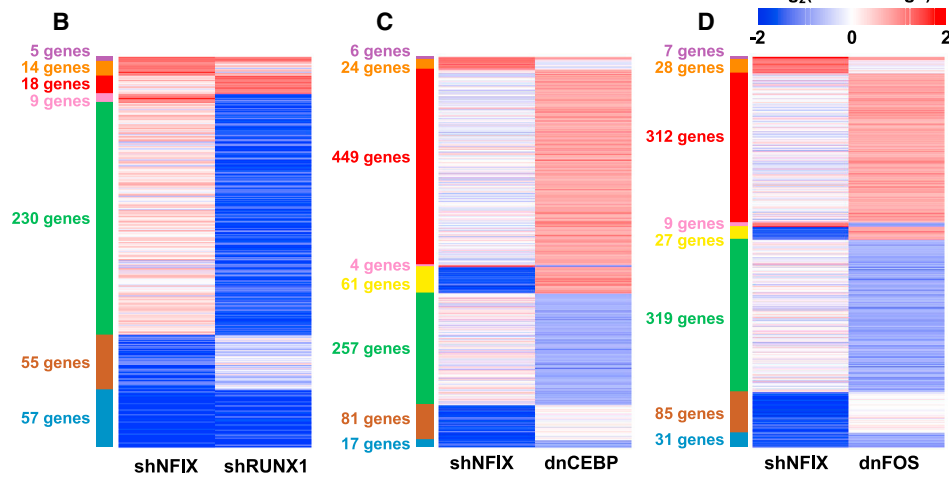 B
5 genes
14 genes
18 genes
9 genes
230 genes
55 genes
57 genes
shNFIX shRUNX1
C
6 genes
24 genes
449 genes
4 genes
61 genes
257 genes
81 genes
17 genes
shNFIX dnCEBP
D
-2 0 2
7 genes
28 genes
312 genes
9 genes
27 genes
319 genes
85 genes
31 genes
shNFIX dnFOS